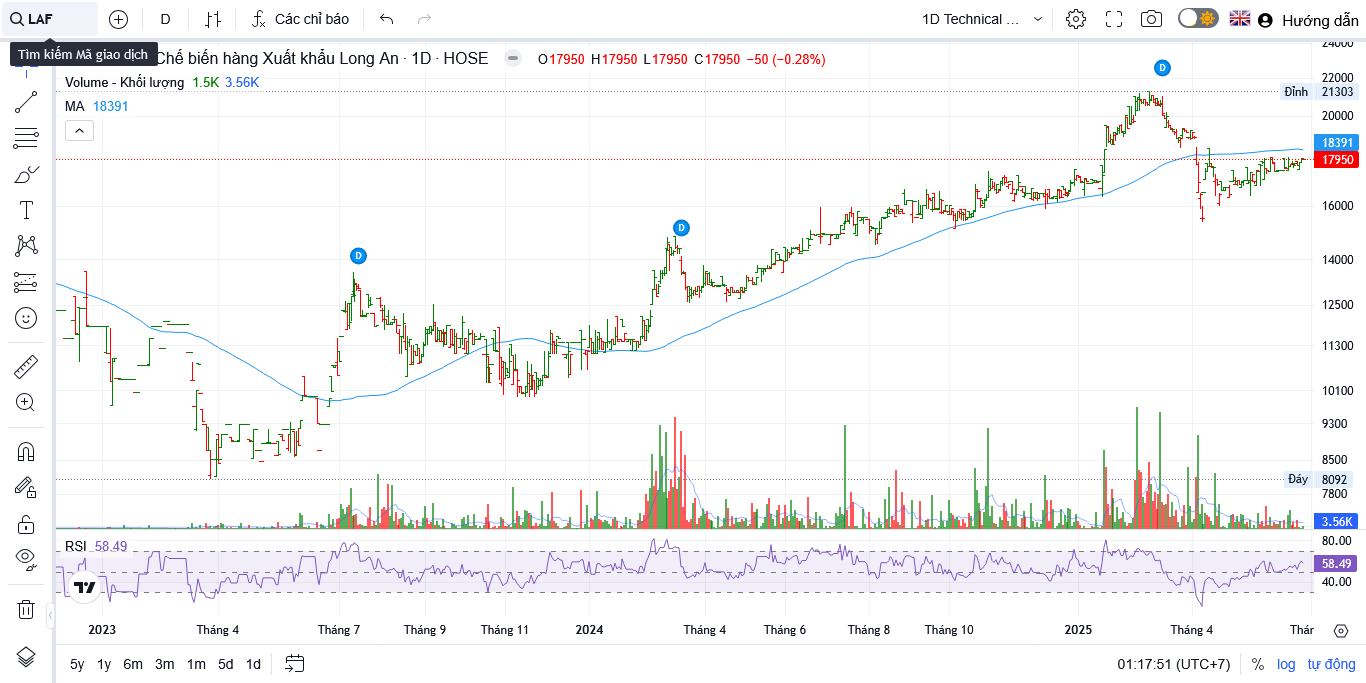 LAF
D
Các chỉ báo
1D Technical ...
Hướng dẫn
Tìm kiếm Mã giao dịch
Chế biến hàng Xuất khẩu Long An · 1D · HOSE
O17950 H17950 L17950 C17950 −50 (−0.28%)
Volume - Khối lượng 1.5K 3.56K
MA 18391
D
D
D
24000
22000
Đỉnh 21303
20000
18391
17950
16000
14000
12500
11300
10100
9300
8500
Đáy 8092
7800
3.56K
RSI 58.49
80.00
58.49
40.00
2023 Tháng 4 Tháng 7 Tháng 9 Tháng 11 2024 Tháng 4 Tháng 6 Tháng 8 Tháng 10 2025 Tháng 4 Thár
5y 1y 6m 3m 1m 5d 1d
01:17:51 (UTC+7) % log tự động